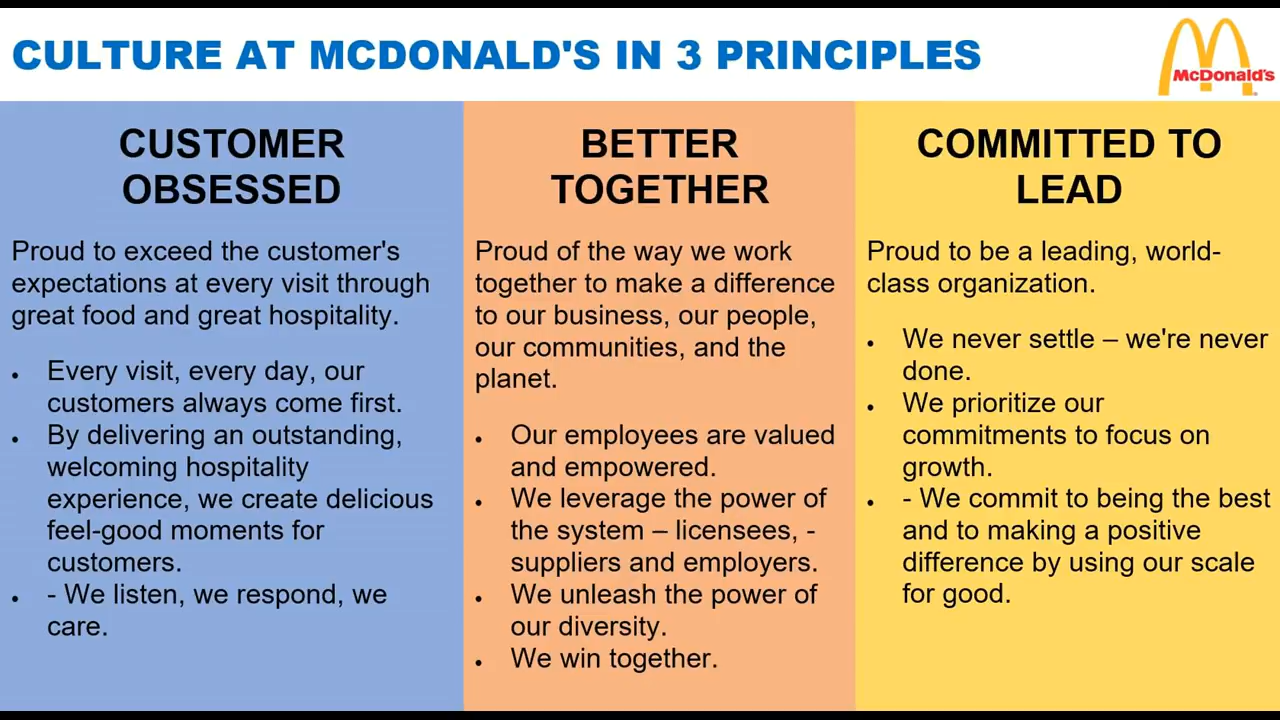 CULTURE AT MCDONALD'S IN 3 PRINCIPLES
McDonald's
CUSTOMER
OBSESSED
Proud to exceed the customer's
expectations at every visit through
great food and great hospitality.
• Every visit, every day, our
customers always come first.
• By delivering an outstanding,
welcoming hospitality
experience, we create delicious
feel-good moments for
customers.
• - We listen, we respond, we
care.
BETTER
TOGETHER
Proud of the way we work
together to make a difference
to our business, our people,
our communities, and the
planet.
• Our employees are valued
and empowered.
• We leverage the power of
the system – licensees, -
suppliers and employers.
• We unleash the power of
our diversity.
• We win together.
COMMITTED TO
LEAD
Proud to be a leading, world-
class organization.
• We never settle – we're never
done.
• We prioritize our
commitments to focus on
growth.
• - We commit to being the best
and to making a positive
difference by using our scale
for good.